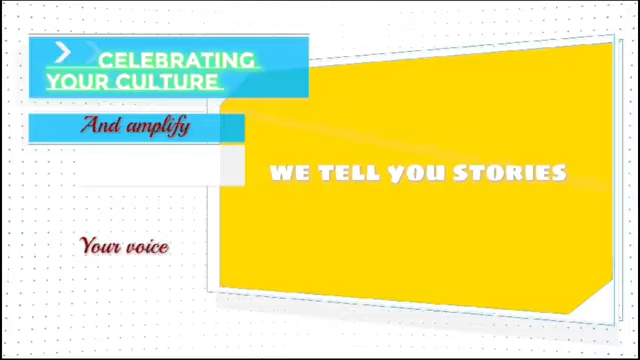 CELEBRATING
YOUR CULTURE
And amplify
WE TELL YOU STORIES
Your voice